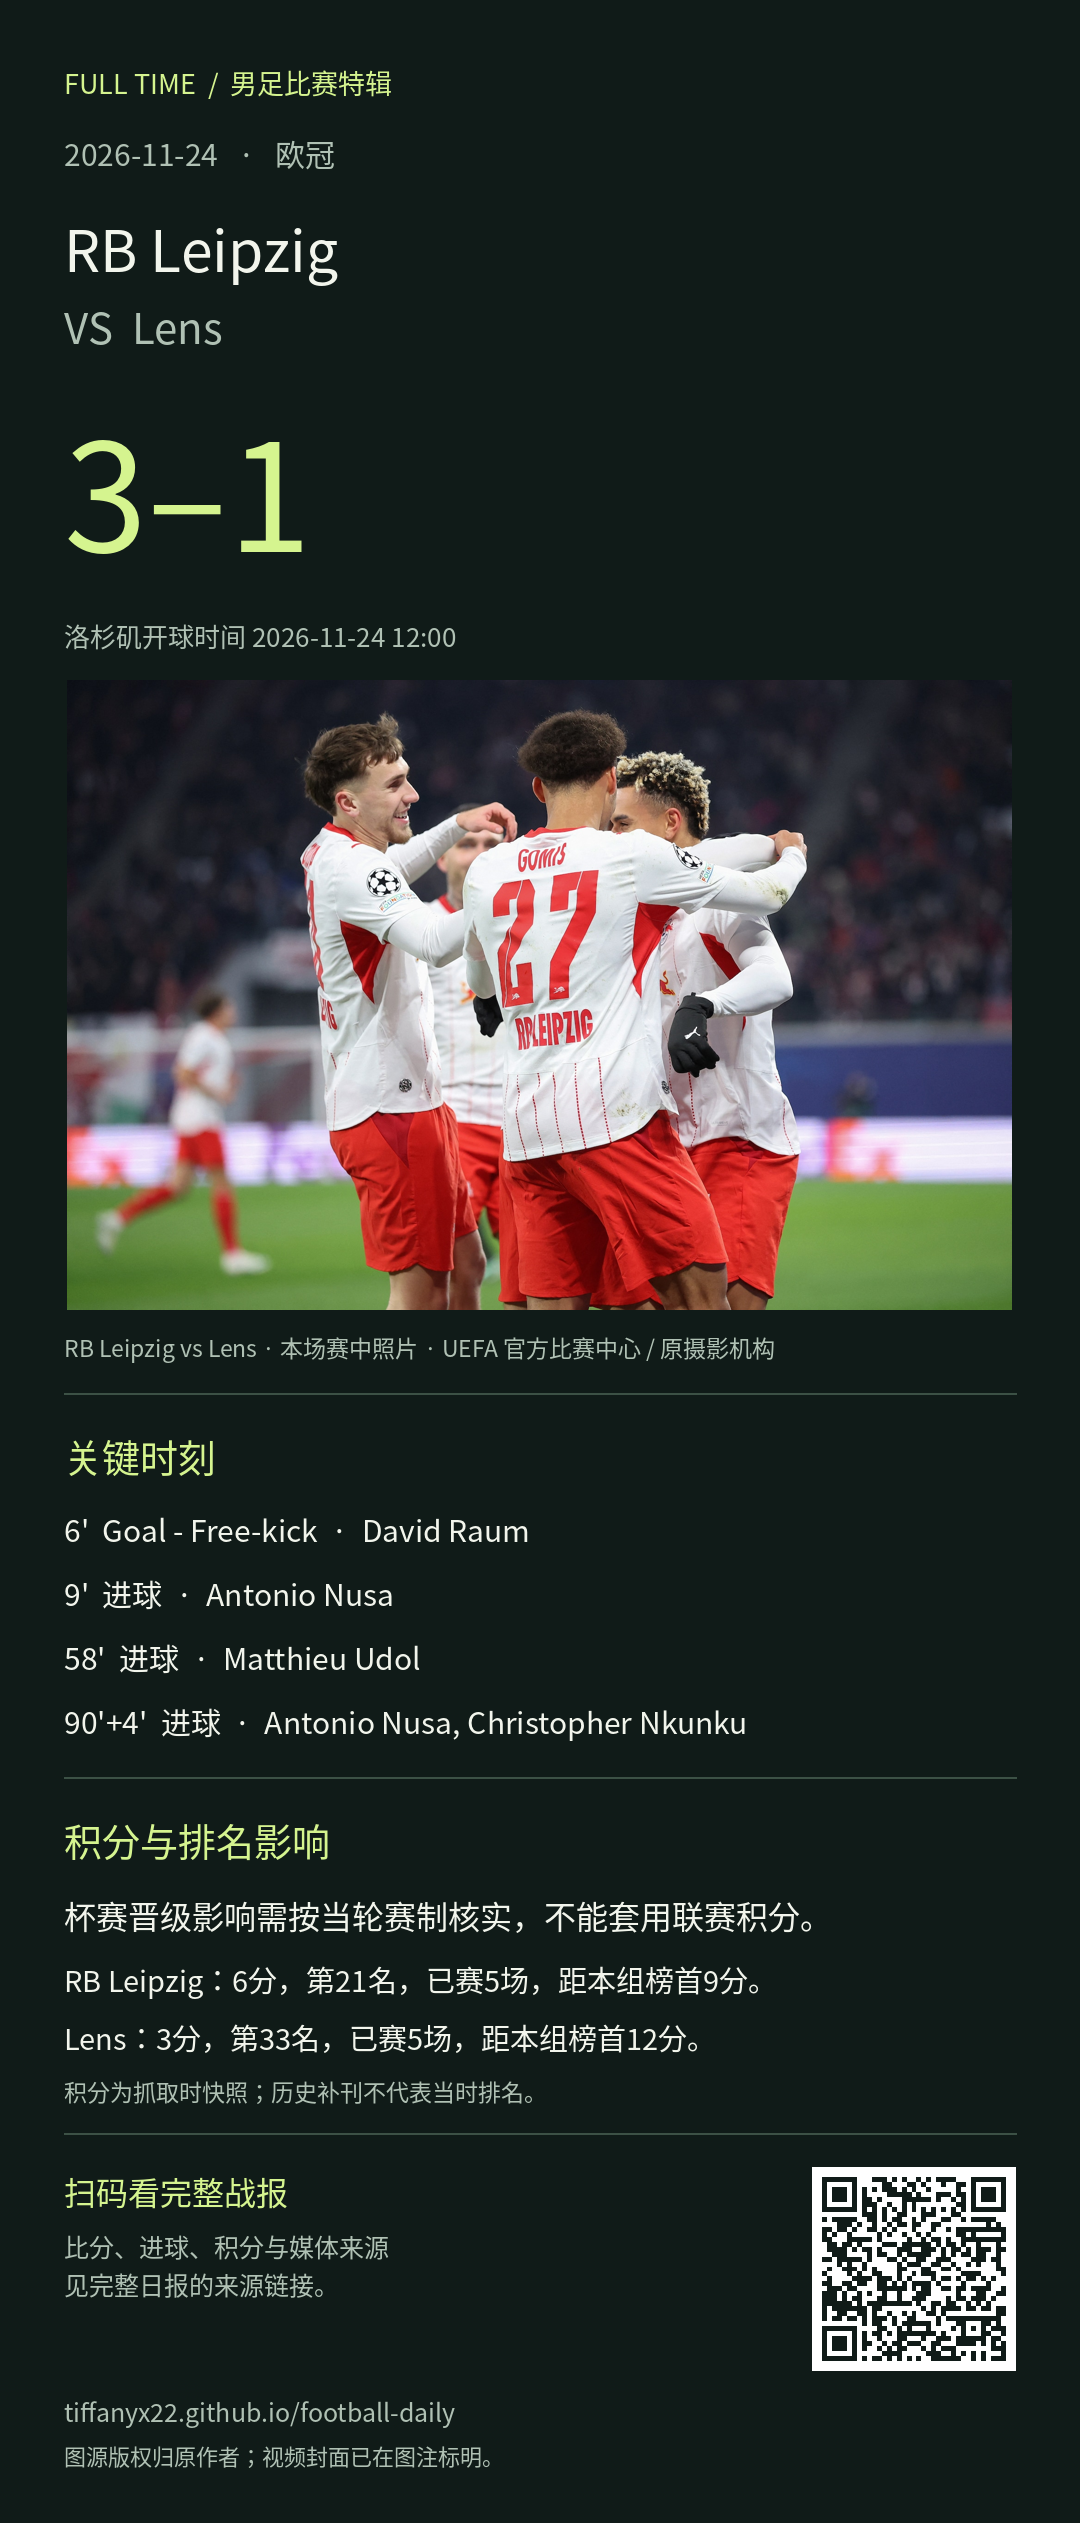 FULL TIME / 男足比赛特辑
2026-11-24 · 欧冠
RB Leipzig
VS Lens
3–1
洛杉矶开球时间 2026-11-24 12:00
GOMIS
27
RB LEIPZIG
RB Leipzig vs Lens · 本场赛中照片 · UEFA 官方比赛中心 / 原摄影机构
关键时刻
6' Goal - Free-kick · David Raum
9' 进球 · Antonio Nusa
58' 进球 · Matthieu Udol
90'+4' 进球 · Antonio Nusa, Christopher Nkunku
积分与排名影响
杯赛晋级影响需按当轮赛制核实，不能套用联赛积分。
RB Leipzig：6分，第21名，已赛5场，距本组榜首9分。
Lens：3分，第33名，已赛5场，距本组榜首12分。
积分为抓取时快照；历史补刊不代表当时排名。
扫码看完整战报
比分、进球、积分与媒体来源
见完整日报的来源链接。
tiffanyx22.github.io/football-daily
图源版权归原作者；视频封面已在图注标明。